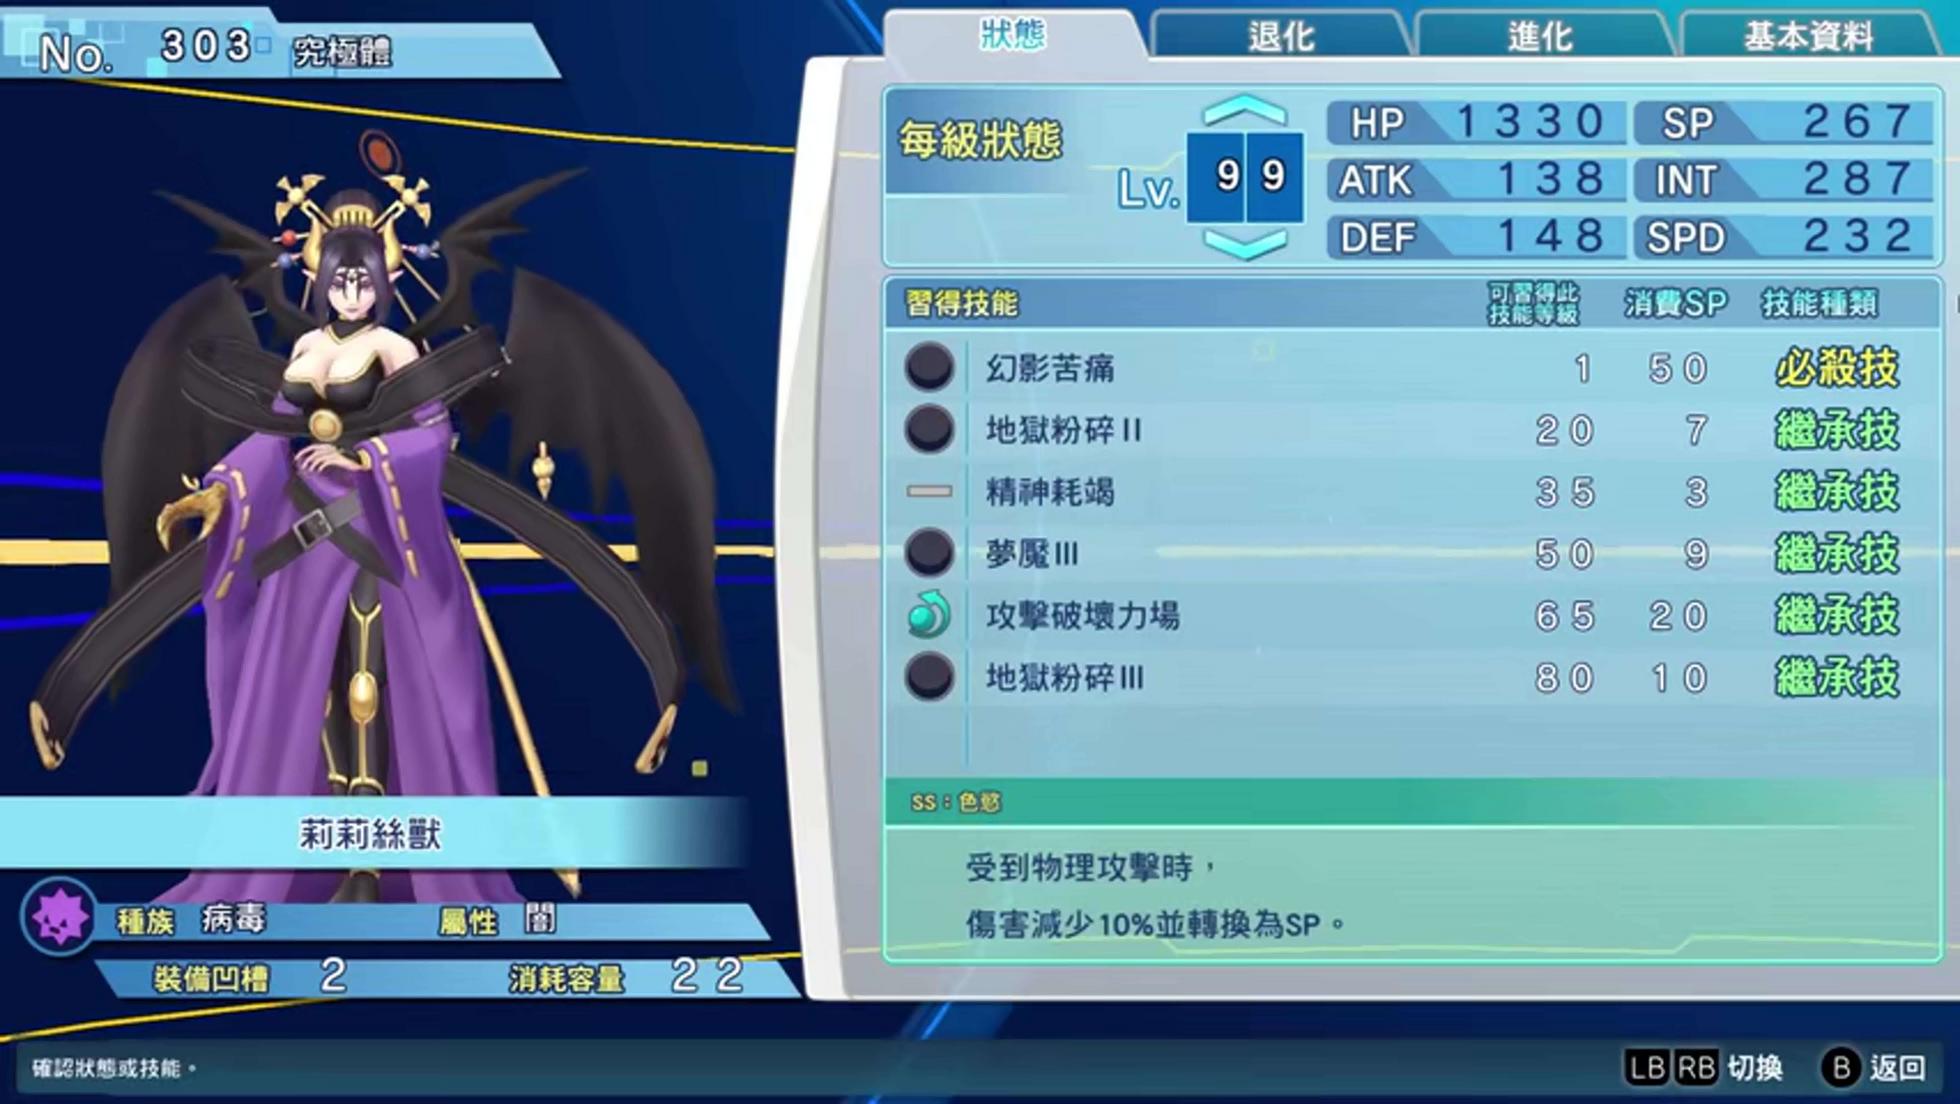 No. 303 究極體
狀態 退化 進化 基本資料
每級狀態
Lv. 99
HP 1330 SP 267
ATK 138 INT 287
DEF 148 SPD 232
習得技能 可習得此技能等級 消費SP 技能種類
幻影苦痛 1 50 必殺技
地獄粉碎II 20 7 繼承技
精神耗竭 35 3 繼承技
夢魘III 50 9 繼承技
攻擊破壞力場 65 20 繼承技
地獄粉碎III 80 10 繼承技
SS：色慾
受到物理攻擊時，
傷害減少10%並轉換為SP。
莉莉絲獸
種族 病毒 屬性 闇
裝備凹槽 2 消耗容量 22
確認狀態或技能。
LB RB 切換 B 返回